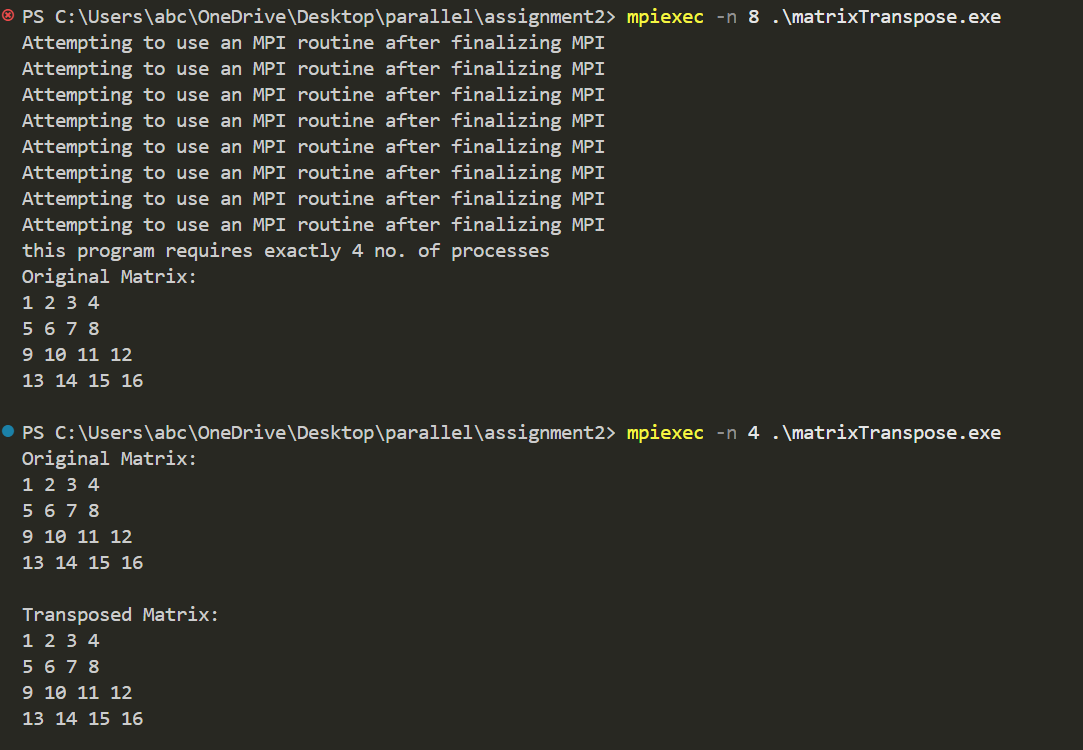 PS C:\Users\abc\OneDrive\Desktop\parallel\assignment2> mpiexec -n 8 .\matrixTranspose.exe
Attempting to use an MPI routine after finalizing MPI
Attempting to use an MPI routine after finalizing MPI
Attempting to use an MPI routine after finalizing MPI
Attempting to use an MPI routine after finalizing MPI
Attempting to use an MPI routine after finalizing MPI
Attempting to use an MPI routine after finalizing MPI
Attempting to use an MPI routine after finalizing MPI
Attempting to use an MPI routine after finalizing MPI
this program requires exactly 4 no. of processes
Original Matrix:
1 2 3 4
5 6 7 8
9 10 11 12
13 14 15 16
PS C:\Users\abc\OneDrive\Desktop\parallel\assignment2> mpiexec -n 4 .\matrixTranspose.exe
Original Matrix:
1 2 3 4
5 6 7 8
9 10 11 12
13 14 15 16
Transposed Matrix:
1 2 3 4
5 6 7 8
9 10 11 12
13 14 15 16